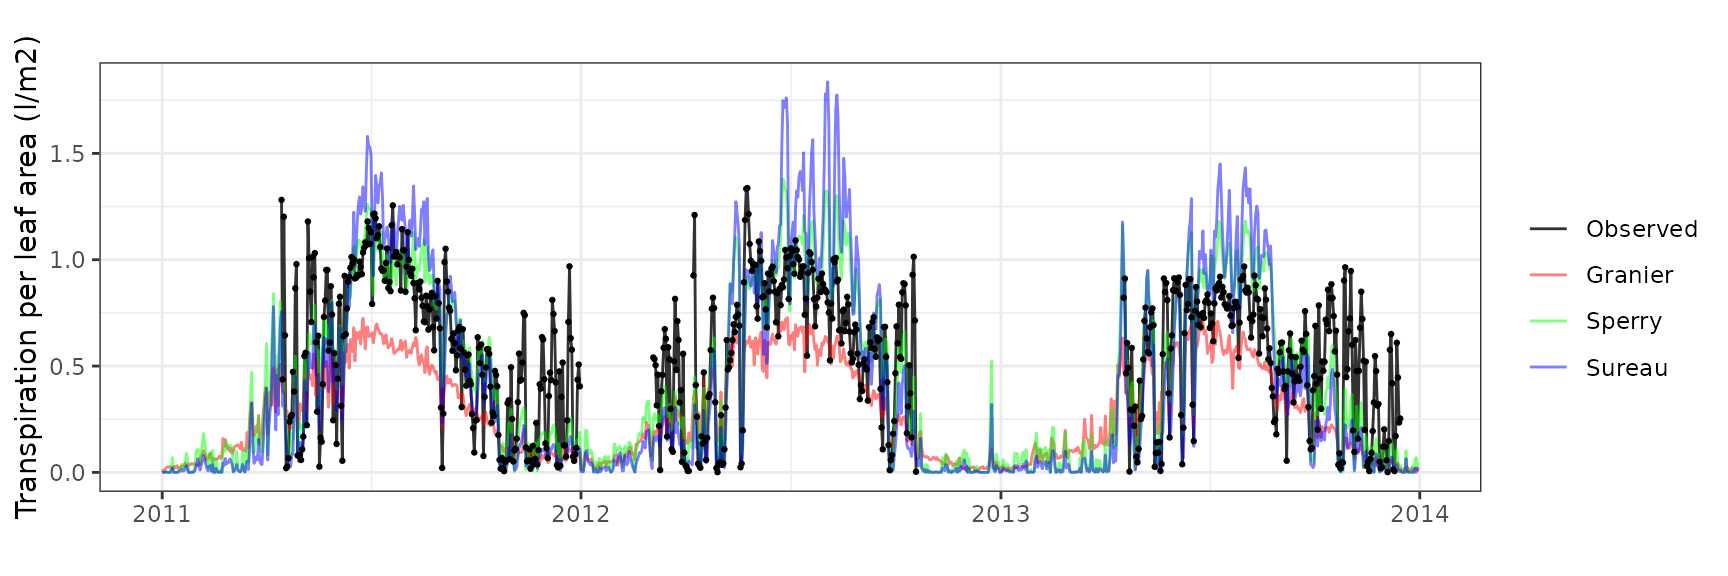 Transpiration per leaf area (l/m2)
1.5
1.0
0.5
0.0
2011 2012 2013 2014
Observed
Granier
Sperry
Sureau